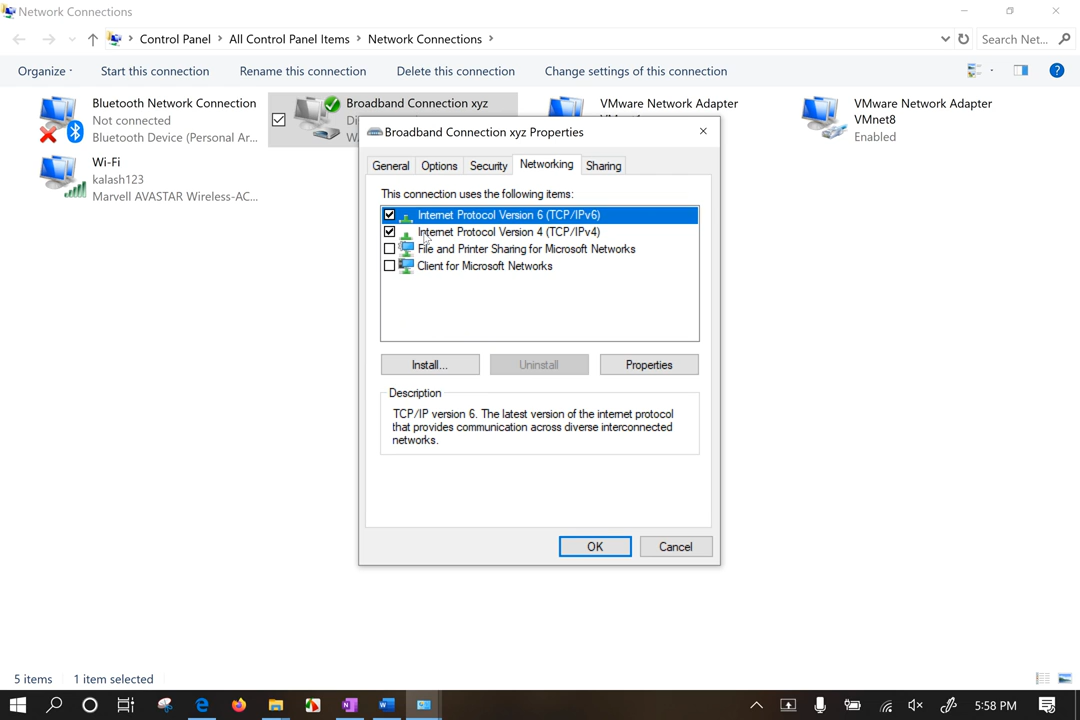 Network Connections
Control Panel All Control Panel Items Network Connections Search Net...
Organize Start this connection Rename this connection Delete this connection Change settings of this connection
Bluetooth Network Connection
Not connected
Bluetooth Device (Personal Ar...
Broadband Connection xyz
VMware Network Adapter
VMware Network Adapter
VMnet8
Enabled
Wi-Fi
kalash123
Marvell AVASTAR Wireless-AC...
Broadband Connection xyz Properties
General Options Security Networking Sharing
This connection uses the following items:
Internet Protocol Version 6 (TCP/IPv6)
Internet Protocol Version 4 (TCP/IPv4)
File and Printer Sharing for Microsoft Networks
Client for Microsoft Networks
Install... Uninstall Properties
Description
TCP/IP version 6. The latest version of the internet protocol
that provides communication across diverse interconnected
networks.
OK Cancel
5 items 1 item selected
5:58 PM